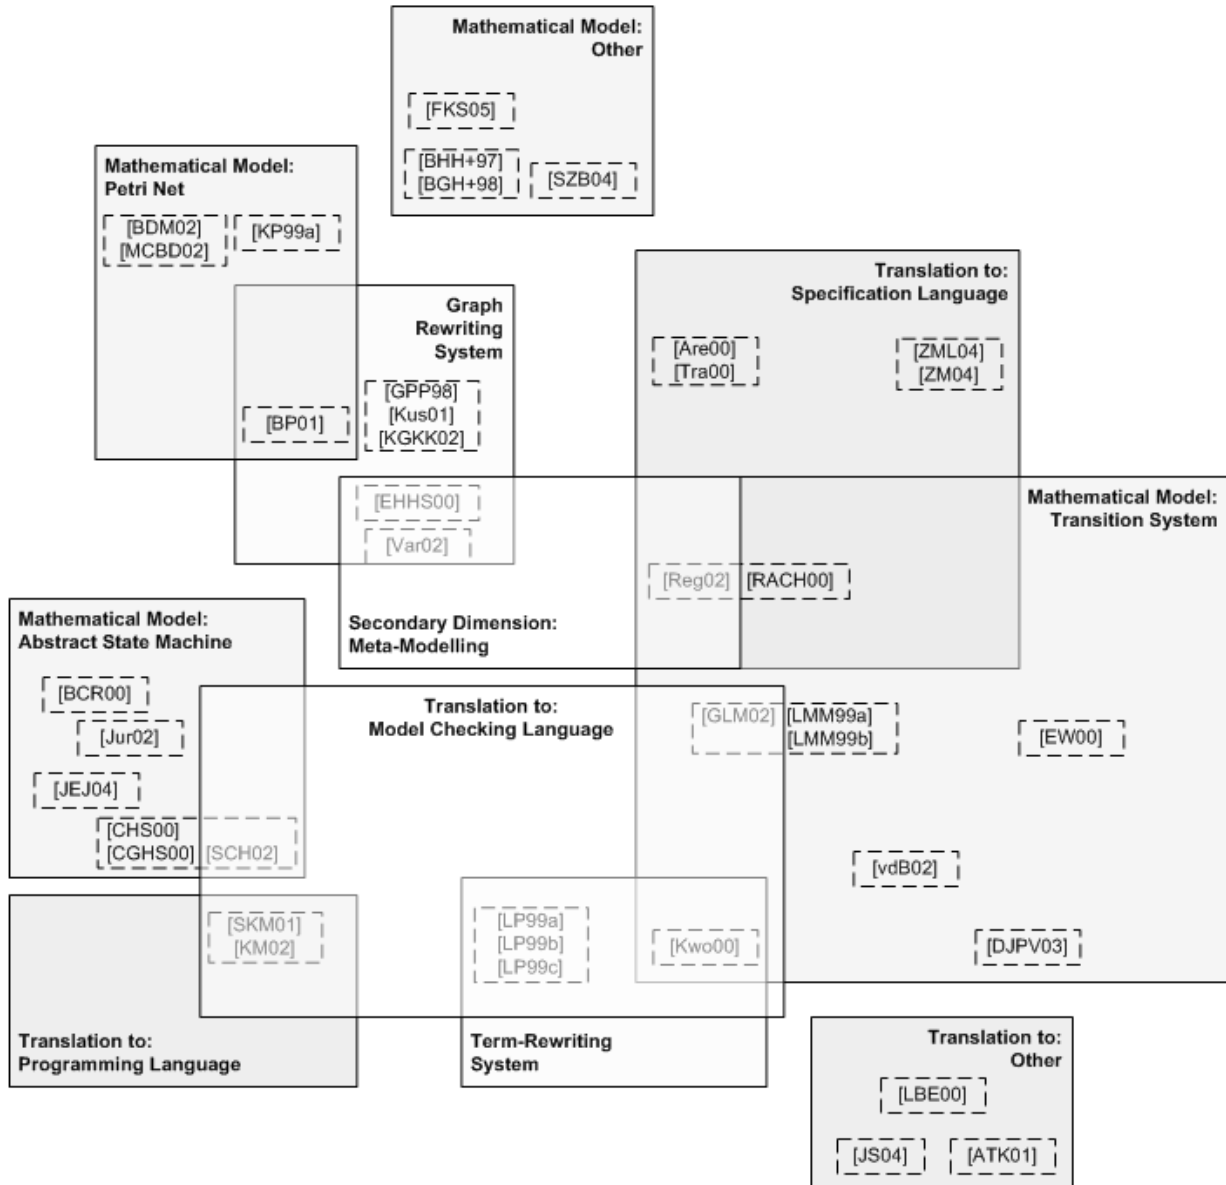 Mathematical Model:
Other
[FKS05]
[BHH+97]
[BGH+98]
[SZB04]
Mathematical Model:
Petri Net
[BDM02]
[MCBD02]
[KP99a]
Graph
Rewriting
System
[GPP98]
[Kus01]
[KGKK02]
[BP01]
[EHHS00]
[Var02]
Translation to:
Specification Language
[Are00]
[Tra00]
[ZML04]
[ZM04]
Mathematical Model:
Transition System
[Reg02] [RACH00]
Secondary Dimension:
Meta-Modelling
Mathematical Model:
Abstract State Machine
[BCR00]
[Jur02]
[JEJ04]
[CHS00]
[CGHS00] [SCH02]
Translation to:
Model Checking Language
[GLM02] [LMM99a]
[LMM99b]
[EW00]
[vdB02]
[DJPV03]
[SKM01]
[KM02]
[LP99a]
[LP99b]
[LP99c]
[Kwo00]
Translation to:
Programming Language
Term-Rewriting
System
Translation to:
Other
[LBE00]
[JS04]
[ATK01]